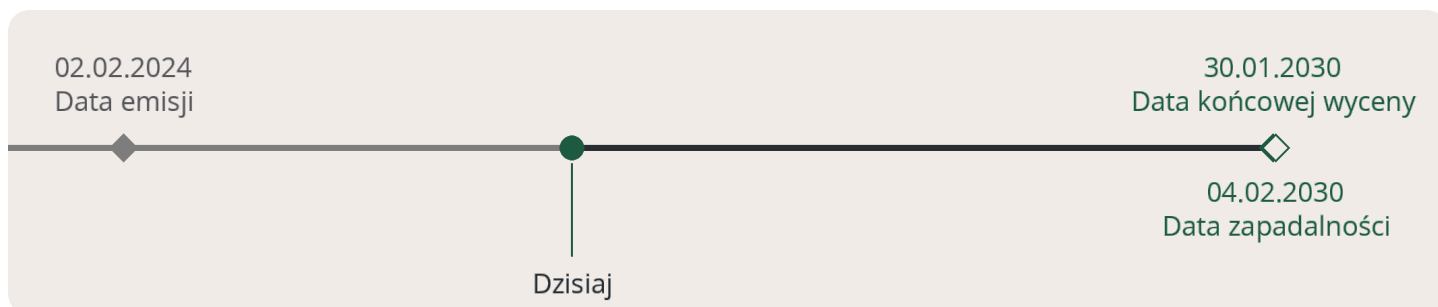 02.02.2024
Data emisji
30.01.2030
Data końcowej wyceny
04.02.2030
Data zapadalności
Dzisiaj